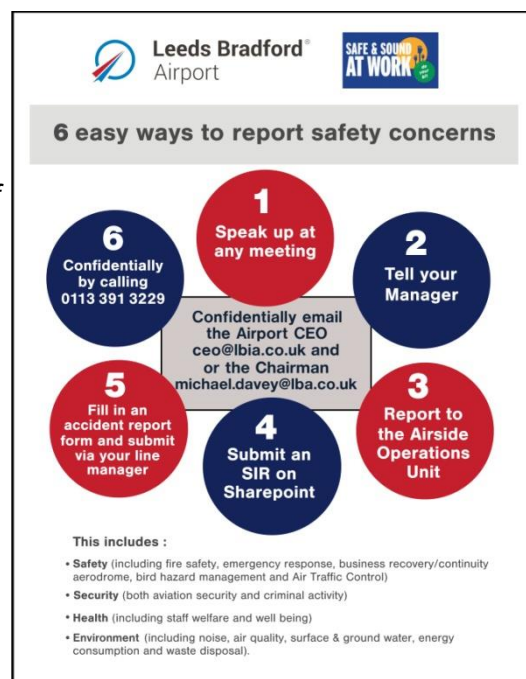 Leeds Bradford®
Airport
SAFE & SOUND
AT WORK
6 easy ways to report safety concerns
1
Speak up at
any meeting
2
Tell your
Manager
3
Report to
the Airside
Operations
Unit
4
Submit an
SIR on
Sharepoint
5
Fill in an
accident report
form and submit
via your line
manager
6
Confidentially
by calling
0113 391 3229
Confidentially email
the Airport CEO
ceo@lbia.co.uk and
or the Chairman
michael.davey@lba.co.uk
This includes :
• Safety (including fire safety, emergency response, business recovery/continuity
aerodrome, bird hazard management and Air Traffic Control)
• Security (both aviation security and criminal activity)
• Health (including staff welfare and well being)
• Environment (including noise, air quality, surface & ground water, energy
consumption and waste disposal).